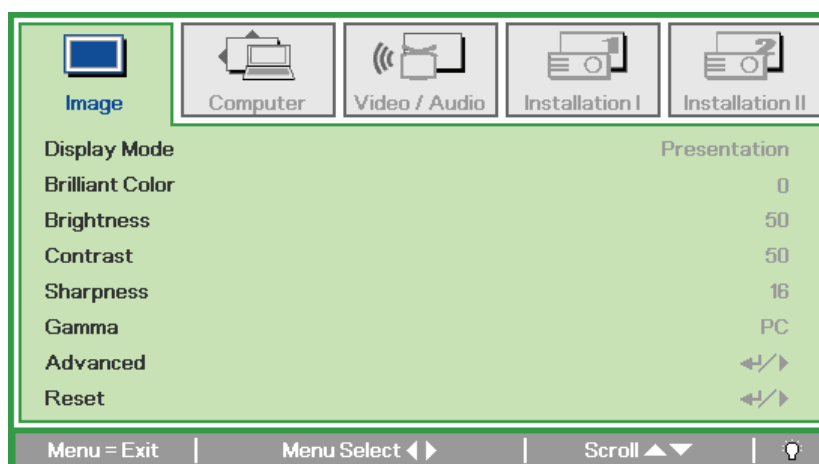 Image
Computer
Video / Audio
Installation I
Installation II
Display Mode Presentation
Brilliant Color 0
Brightness 50
Contrast 50
Sharpness 16
Gamma PC
Advanced
Reset
Menu = Exit
Menu Select
Scroll